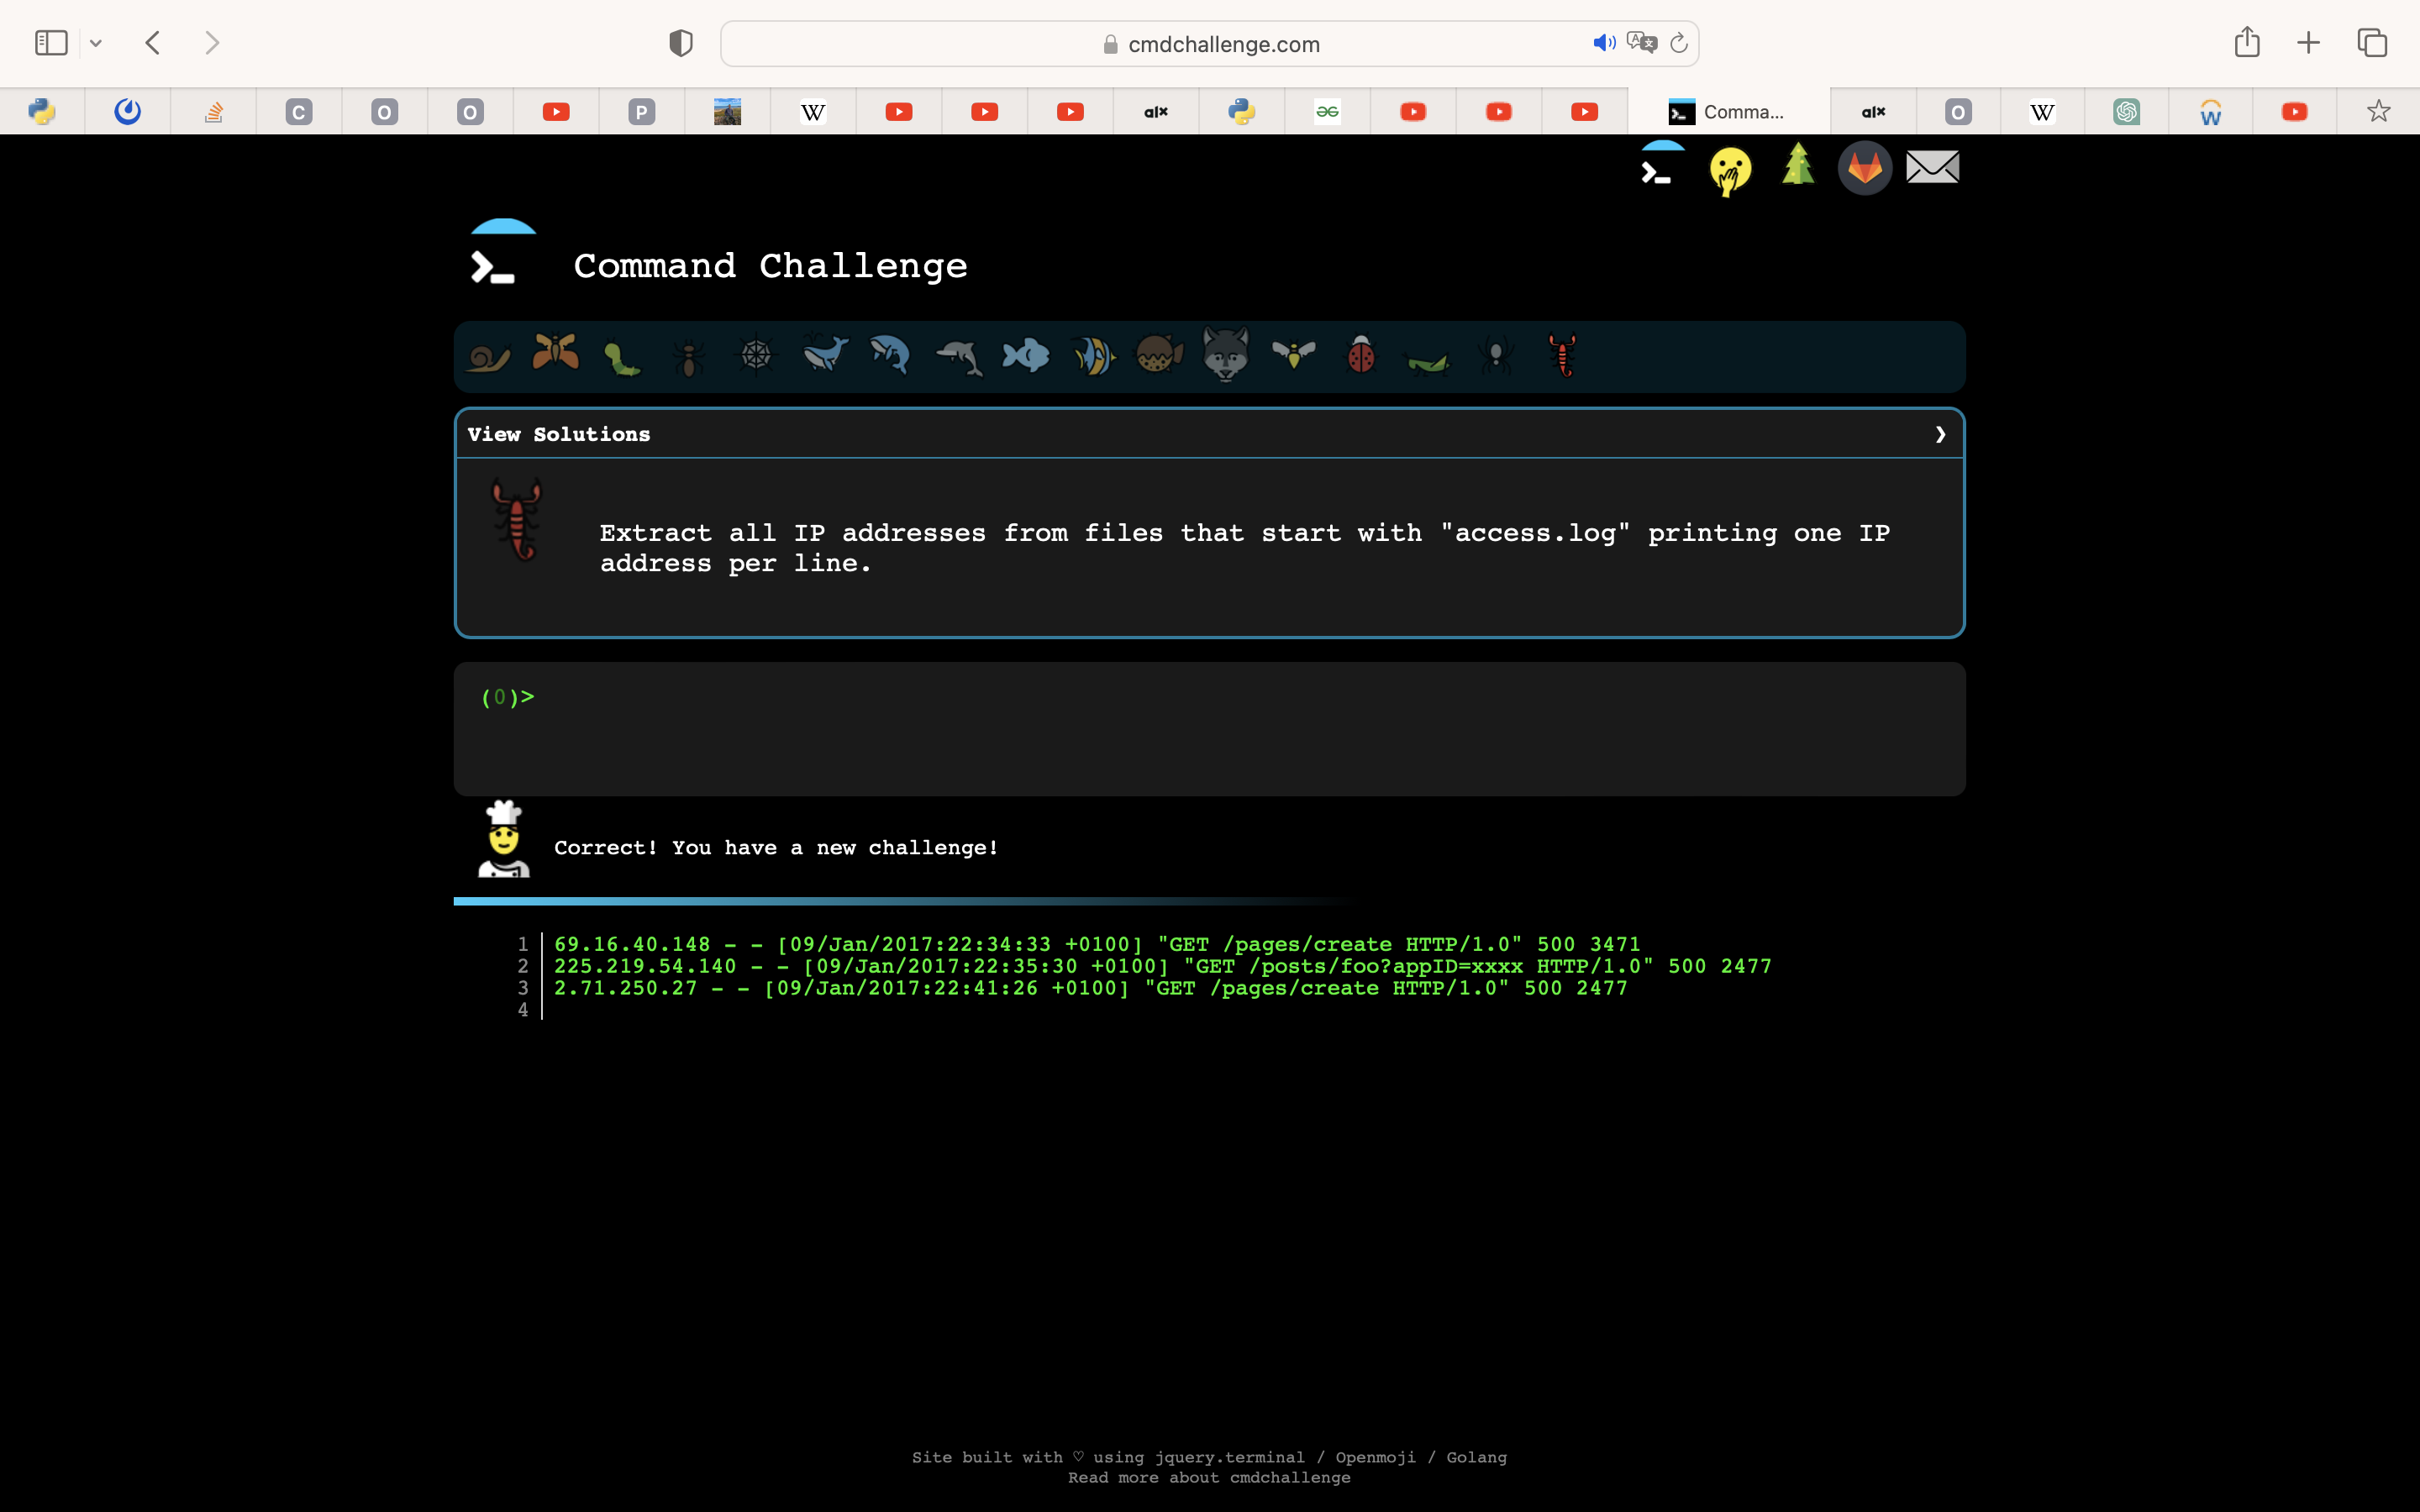 cmdchallenge.com
C
O
O
P
W
alx
Comma...
alx
O
W
W
Command Challenge
View Solutions
Extract all IP addresses from files that start with "access.log" printing one IP
address per line.
(0)>
Correct! You have a new challenge!
1 69.16.40.148 - - [09/Jan/2017:22:34:33 +0100] "GET /pages/create HTTP/1.0" 500 3471
2 225.219.54.140 - - [09/Jan/2017:22:35:30 +0100] "GET /posts/foo?appID=xxxx HTTP/1.0" 500 2477
3 2.71.250.27 - - [09/Jan/2017:22:41:26 +0100] "GET /pages/create HTTP/1.0" 500 2477
4
Site built with ♡ using jquery.terminal / Openmoji / Golang
Read more about cmdchallenge